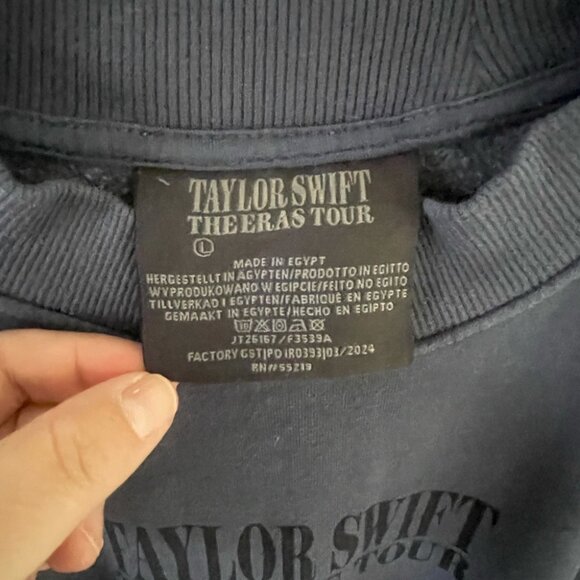 TAYLOR SWIFT
THE ERAS TOUR
L
MADE IN EGYPT
HERGESTELLT IN ÄGYPTEN/PRODOTTO IN EGITTO
WYPRODUKOWANO W EGIPCIE/FEITO NO EGITO
TILLVERKAD I EGYPTEN/FABRIQUÉ EN EGYPTE
GEMAAKT IN EGYPTE/HECHO EN EGIPTO
JT26167/F3539A
FACTORY GST|PO IR0393|03/2024
RN#55219
TAYLOR SWIFT
TOUR